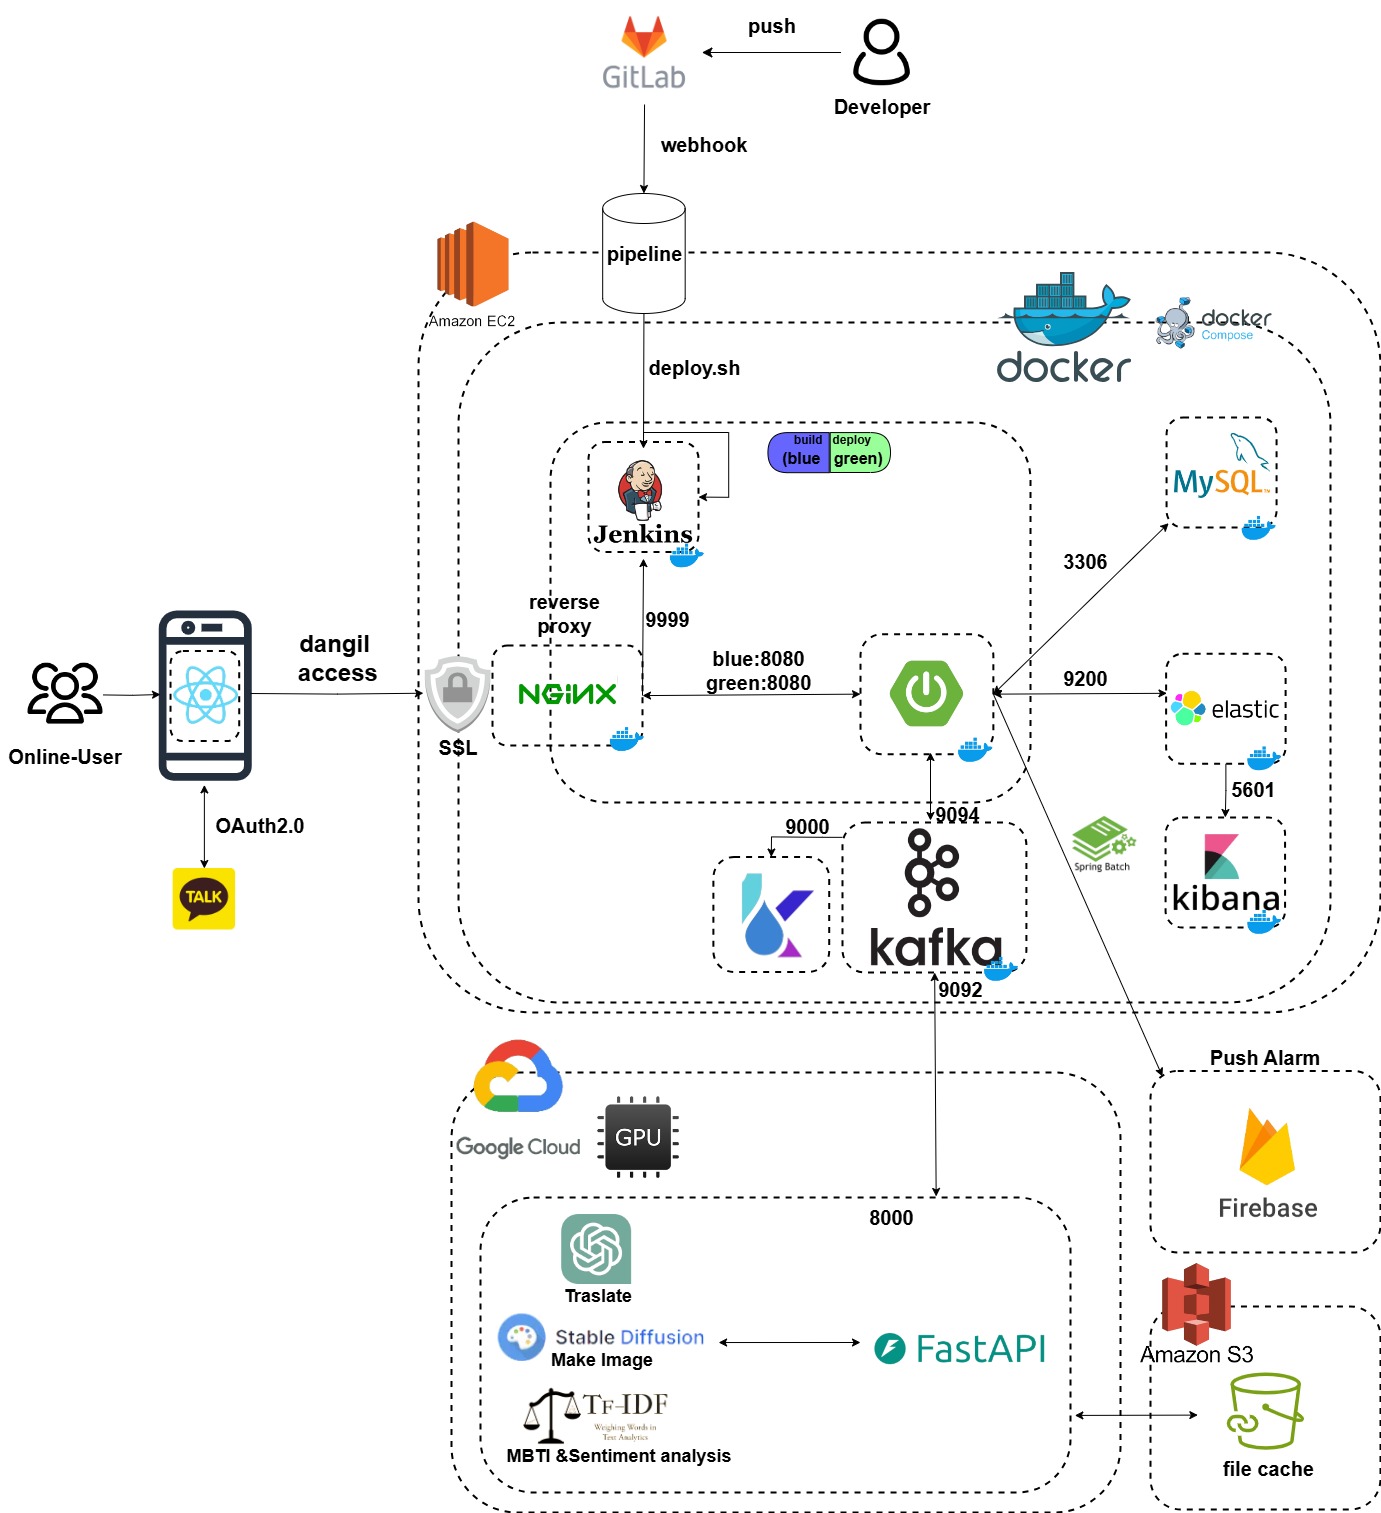 push
GitLab
Developer
webhook
pipeline
Amazon EC2
docker
docker
Compose
deploy.sh
build deploy
(blue green)
Jenkins
MySQL
TM
3306
reverse
proxy
9999
dangil
access
blue:8080
green:8080
NGiNX
SSL
9200
elastic
Online-User
5601
OAuth2.0
9094
9000
Spring Batch
TALK
kibana
kafka
9092
Push Alarm
Google Cloud
GPU
Firebase
8000
Traslate
Stable Diffusion
Make Image
FastAPI
Amazon S3
TF-IDF
Weighing Words in
Text Analytics
MBTI &Sentiment analysis
file cache